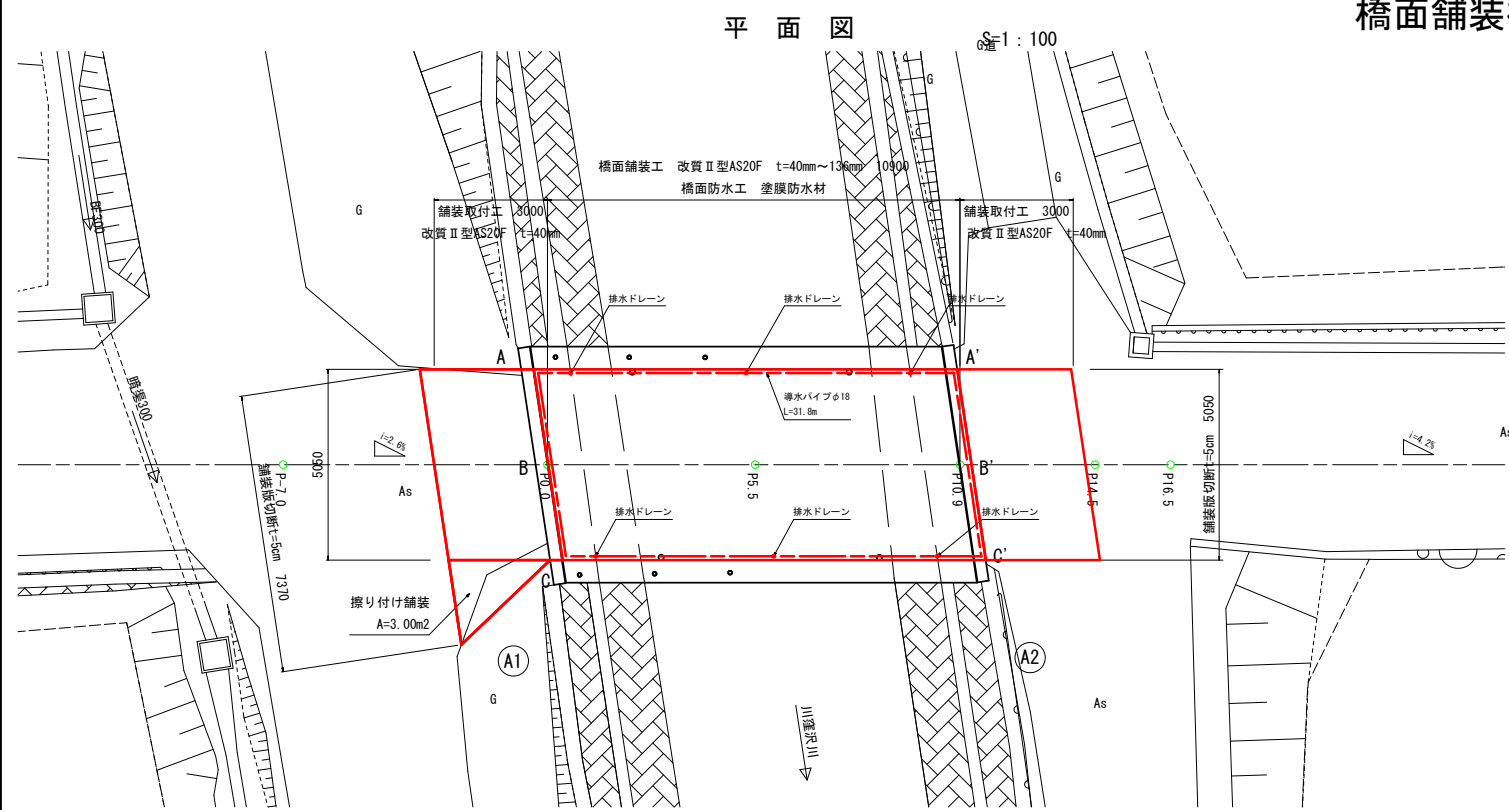 平面図
橋面舗装
S=1：100
G道
G
橋面舗装工　改質Ⅱ型AS20F　t=40mm～136mm　10900
橋面防水工　塗膜防水材
G
G
BF300
舗装取付工　3000
改質Ⅱ型AS20F　t=40mm
舗装取付工　3000
改質Ⅱ型AS20F　t=40mm
排水ドレーン
排水ドレーン
排水ドレーン
A
A'
暗渠300
導水パイプφ18
L=31.8m
5050
i=2.6%
舗装版切断t=5cm　5050
i=4.2%
As
B
B'
P-7.0
P0.0
P5.5
P10.9
P14.5
P16.5
As
舗装版切断t=5cm　7370
排水ドレーン
排水ドレーン
排水ドレーン
C
C'
擦り付け舗装
A=3.00m2
A1
A2
G
As
川窪沢川